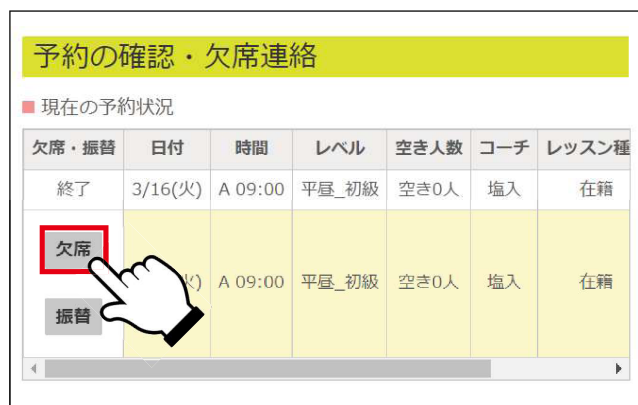 予約の確認・欠席連絡
■ 現在の予約状況
欠席・振替 日付 時間 レベル 空き人数 コーチ レッスン種
終了 3/16(火) A 09:00 平昼_初級 空き0人 塩入 在籍
欠席
火) A 09:00 平昼_初級 空き0人 塩入 在籍
振替